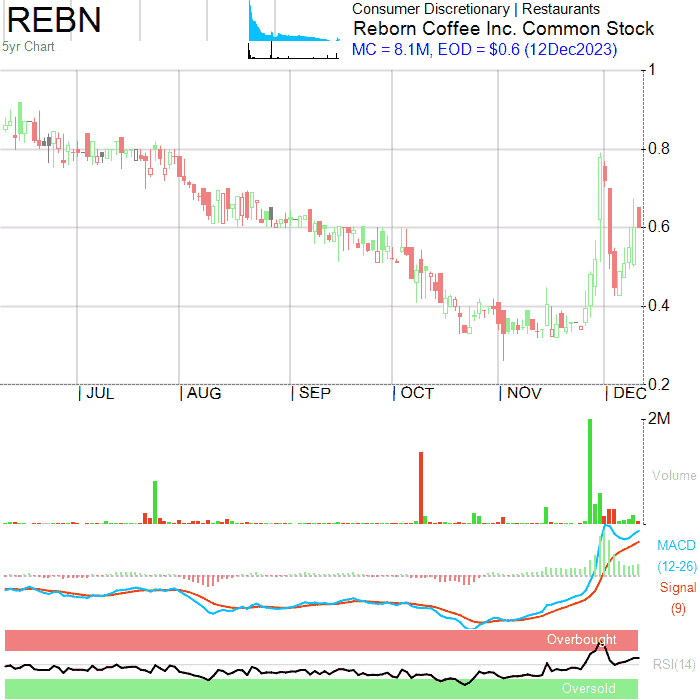 REBN
5yr Chart
Consumer Discretionary | Restaurants
Reborn Coffee Inc. Common Stock
MC = 8.1M, EOD = $0.6 (12Dec2023)
1
0.8
0.6
0.4
0.2
| JUL | AUG | SEP | OCT | NOV | DEC
2M
Volume
MACD
(12-26)
Signal
(9)
Overbought
RSI(14)
Oversold